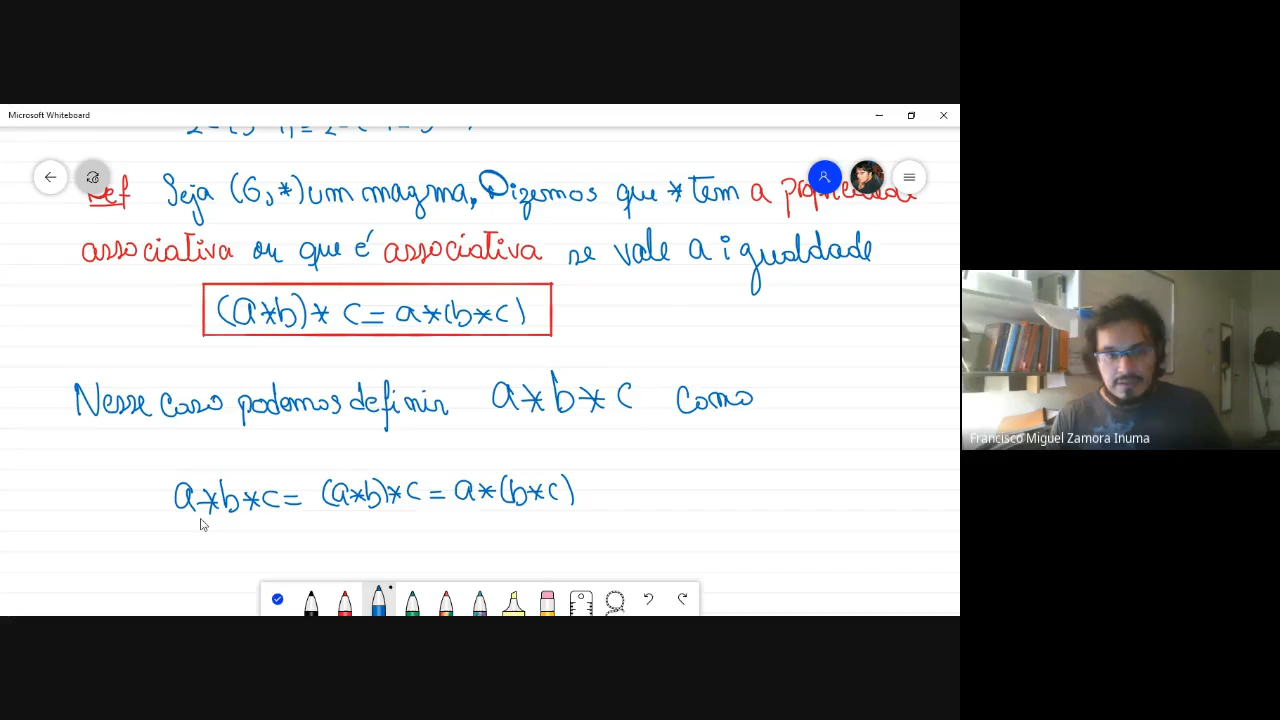 Microsoft Whiteboard
Def Seja (G,*) um magma, Dizemos que * tem a propriedade
associativa ou que é associativa se vale a igualdade
(a*b)* c = a*(b*c)
Nesse caso podemos definir a*b*c como
a*b*c = (a*b)*c = a*(b*c)
Francisco Miguel Zamora Inuma